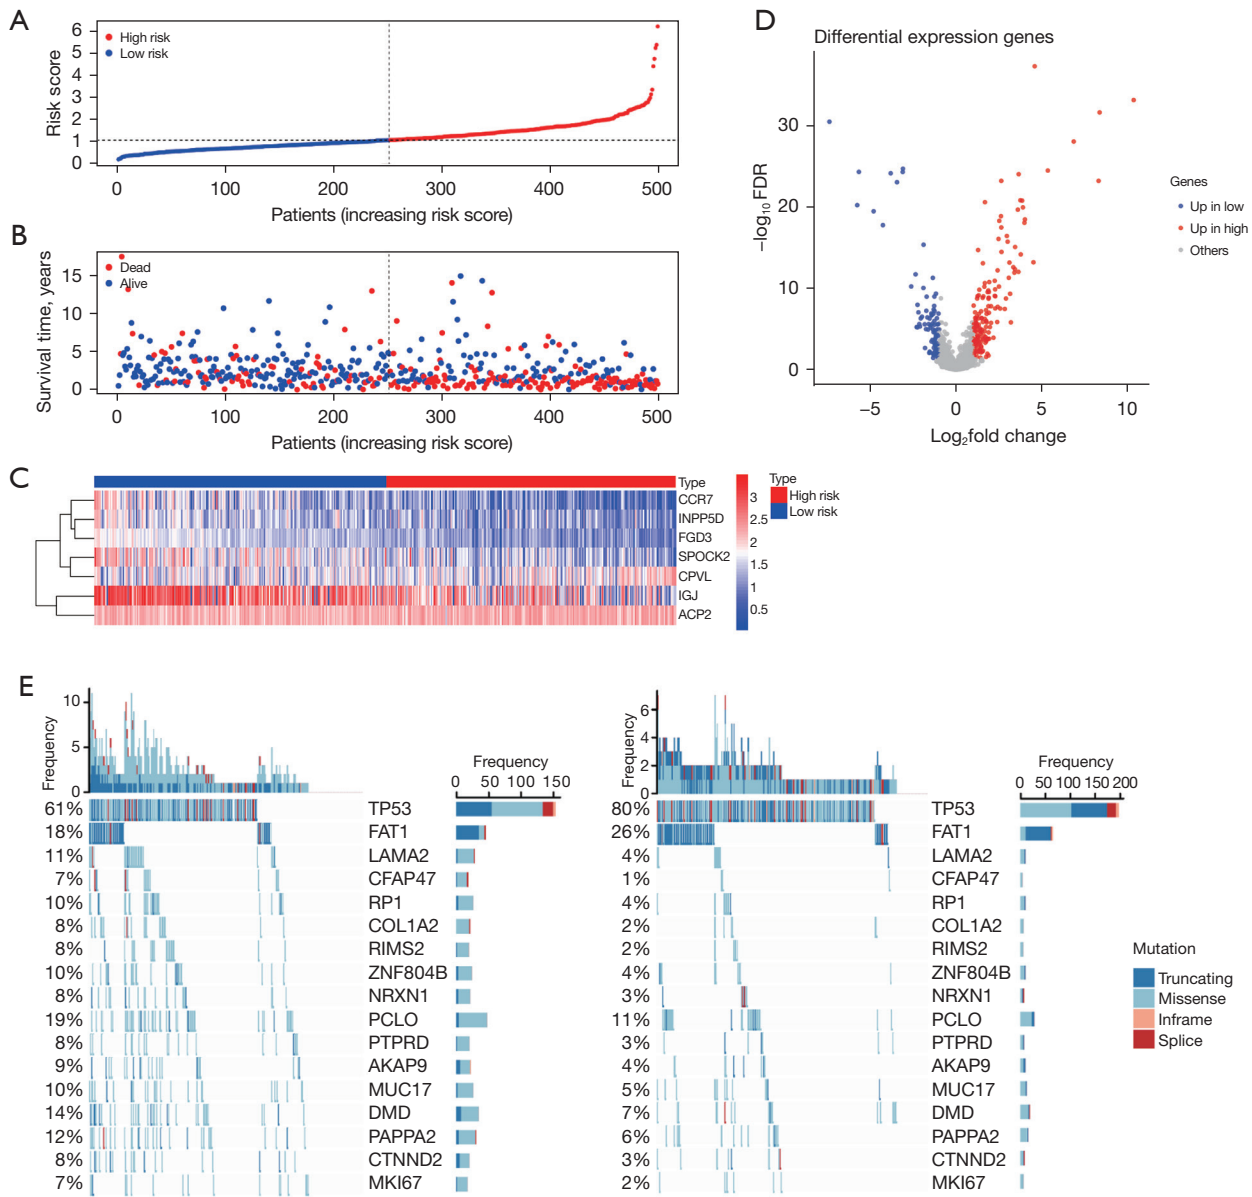 A
Risk score
6
5
4
3
2
1
0
High risk
Low risk
0 100 200 300 400 500
Patients (increasing risk score)
B
Survival time, years
15
10
5
0
Dead
Alive
0 100 200 300 400 500
Patients (increasing risk score)
C
Type
CCR7
INPP5D
FGD3
SPOCK2
CPVL
IGJ
ACP2
3
2.5
2
1.5
1
0.5
Type
High risk
Low risk
D
Differential expression genes
–log10 FDR
30
20
10
0
–5 0 5 10
Log2fold change
Genes
Up in low
Up in high
Others
E
Frequency
10
5
0
Frequency
0 50 100 150
61% TP53
18% FAT1
11% LAMA2
7% CFAP47
10% RP1
8% COL1A2
8% RIMS2
10% ZNF804B
8% NRXN1
19% PCLO
8% PTPRD
9% AKAP9
10% MUC17
14% DMD
12% PAPPA2
8% CTNND2
7% MKI67
Frequency
6
4
2
0
Frequency
0 50 100 150 200
80% TP53
26% FAT1
4% LAMA2
1% CFAP47
4% RP1
2% COL1A2
2% RIMS2
4% ZNF804B
3% NRXN1
11% PCLO
3% PTPRD
4% AKAP9
5% MUC17
7% DMD
6% PAPPA2
3% CTNND2
2% MKI67
Mutation
Truncating
Missense
Inframe
Splice